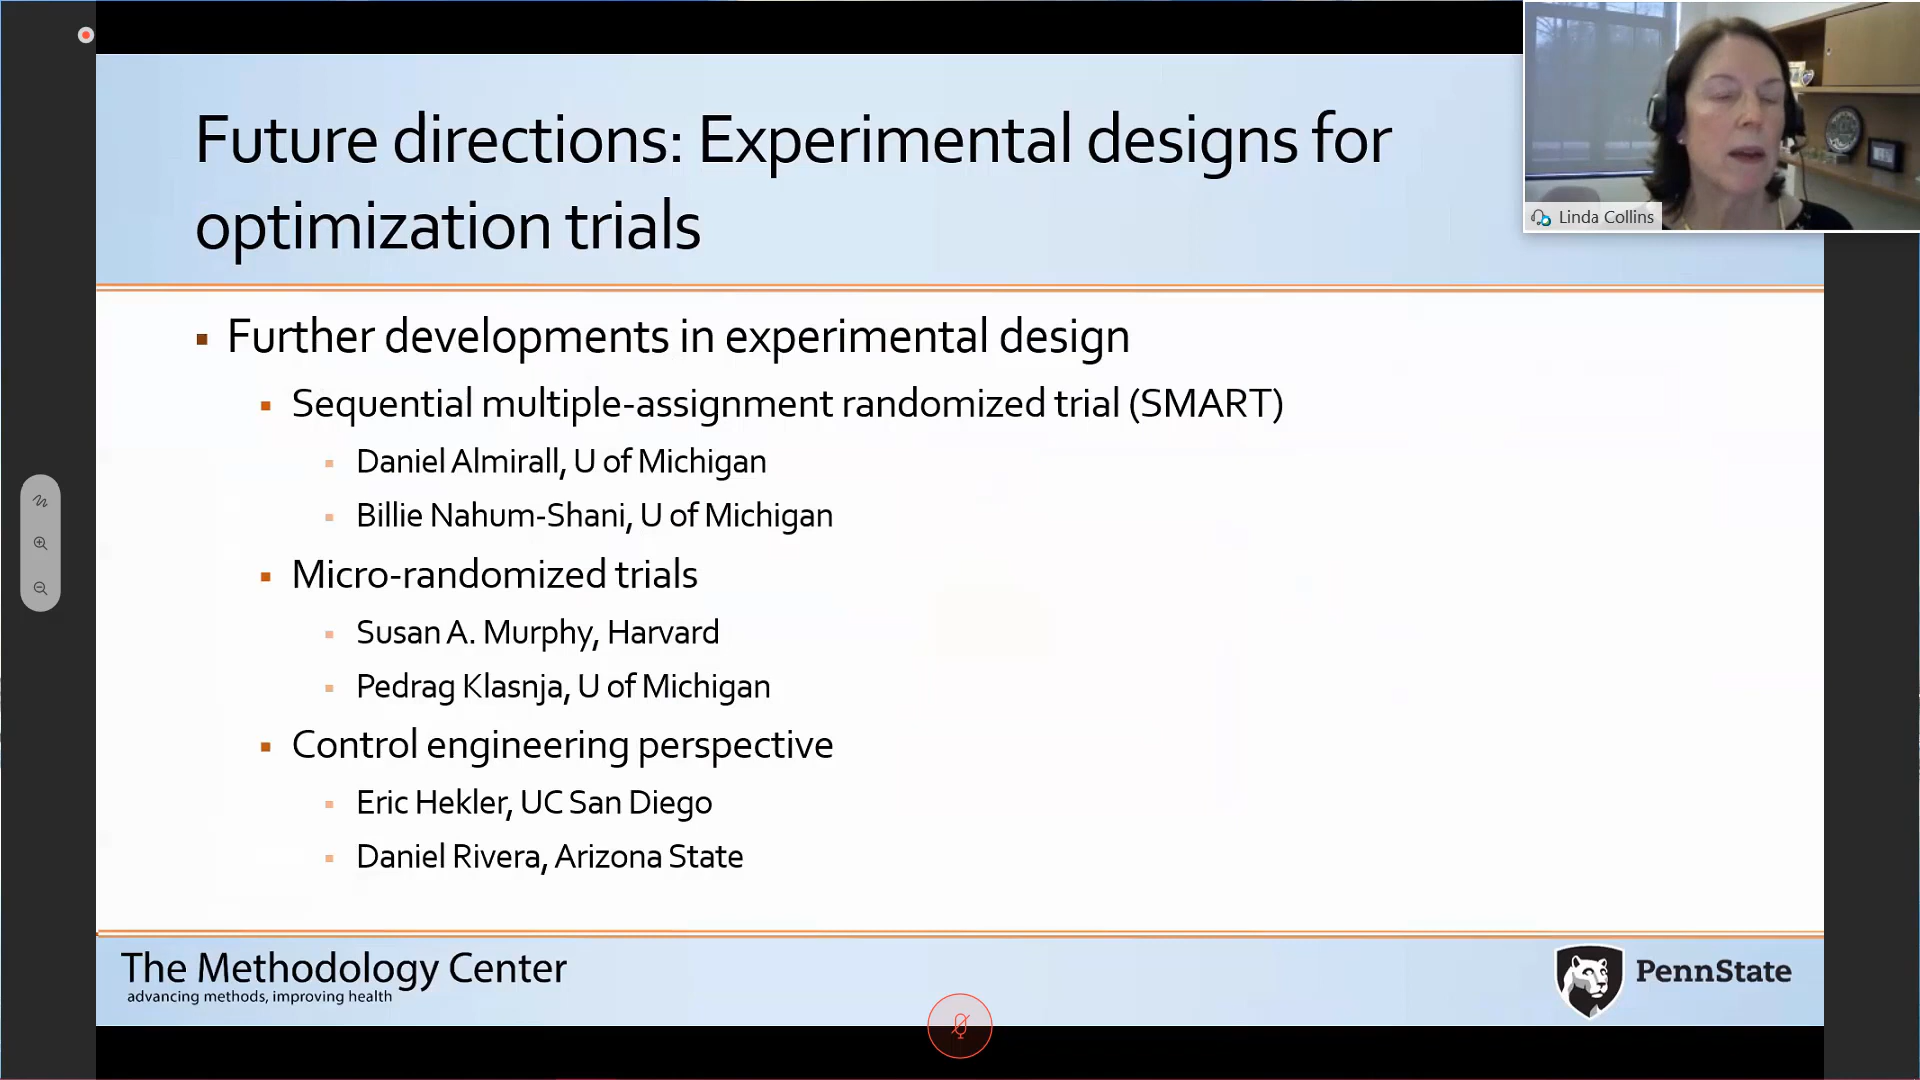 Future directions: Experimental designs for
optimization trials
Linda Collins
Further developments in experimental design
Sequential multiple-assignment randomized trial (SMART)
Daniel Almirall, U of Michigan
Billie Nahum-Shani, U of Michigan
Micro-randomized trials
Susan A. Murphy, Harvard
Pedrag Klasnja, U of Michigan
Control engineering perspective
Eric Hekler, UC San Diego
Daniel Rivera, Arizona State
The Methodology Center
advancing methods, improving health
PennState